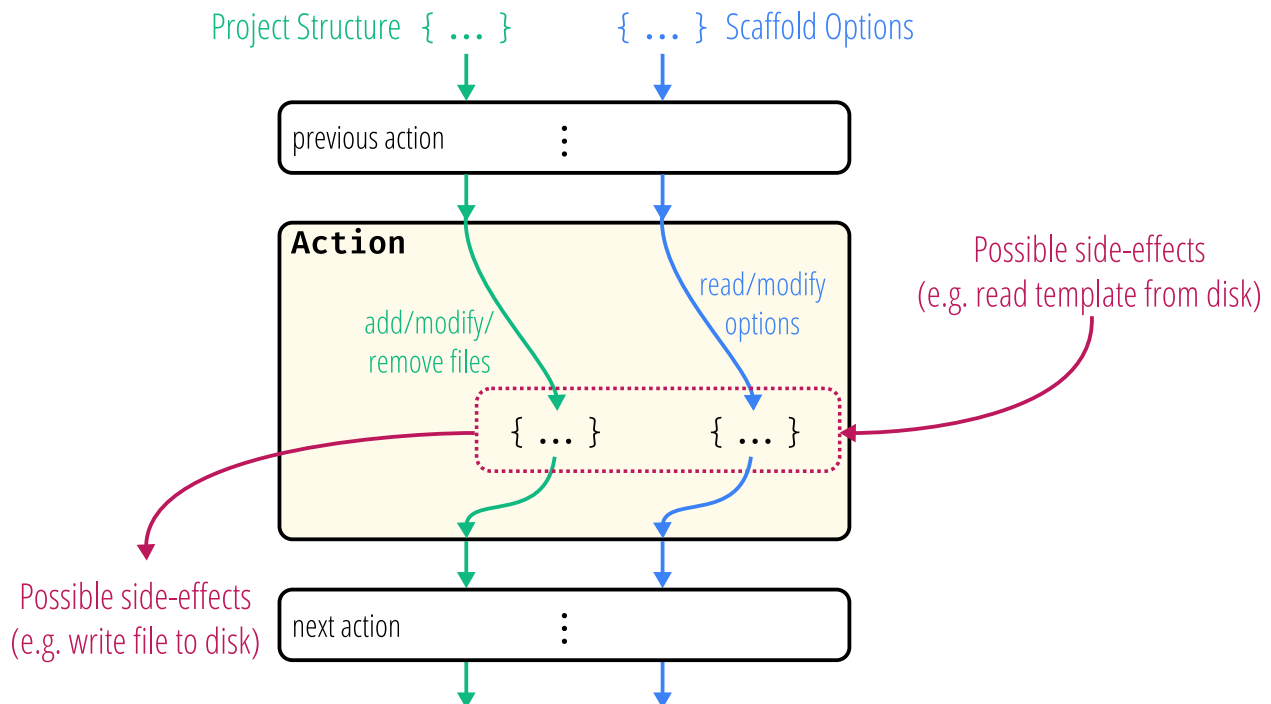 Project Structure { ... } { ... } Scaffold Options
previous action ⋮
Action
Possible side-effects
(e.g. read template from disk)
read/modify
options
add/modify/
remove files
{ ... } { ... }
Possible side-effects
(e.g. write file to disk)
next action ⋮